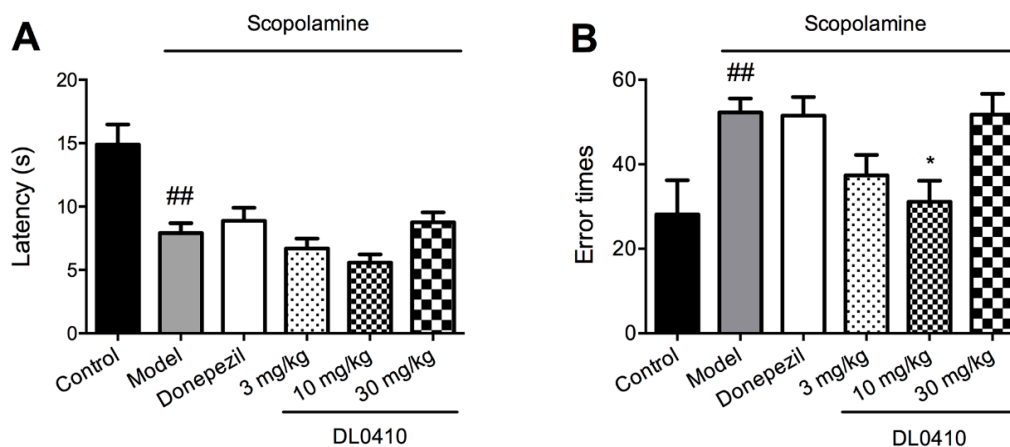 A
Scopolamine
Latency (s)
20
15
10
5
0
##
Control
Model
Donepezil
3 mg/kg
10 mg/kg
30 mg/kg
DL0410
B
Scopolamine
Error times
60
40
20
0
##
*
Control
Model
Donepezil
3 mg/kg
10 mg/kg
30 mg/kg
DL0410